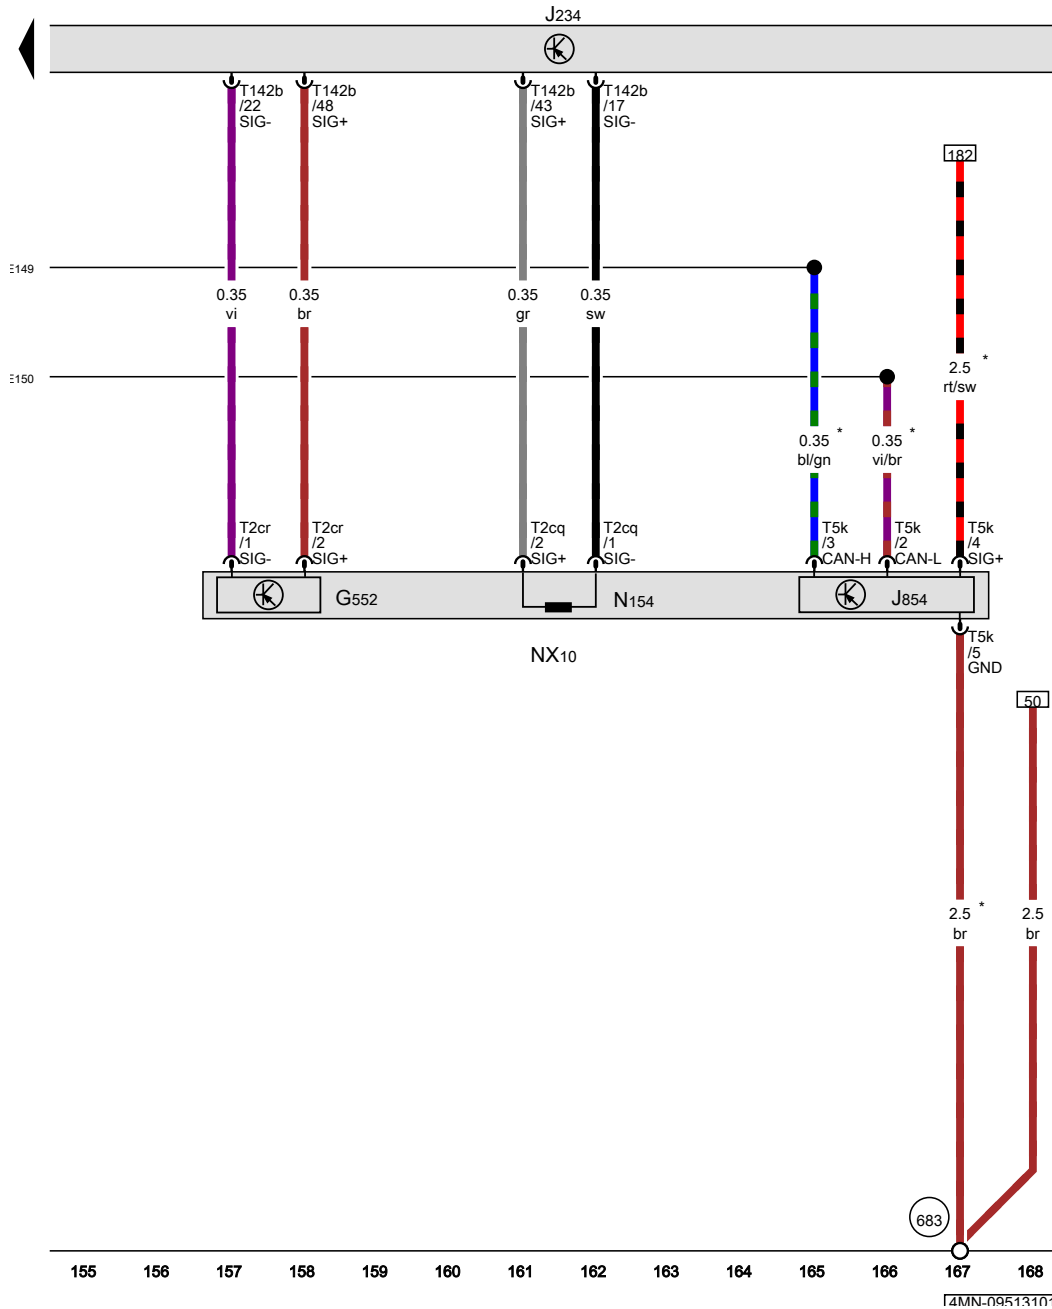 J234
T142b
/22
SIG-
T142b
/48
SIG+
T142b
/43
SIG+
T142b
/17
SIG-
182
E149
0.35
vi
0.35
br
0.35
gr
0.35
sw
2.5 *
rt/sw
E150
0.35 *
bl/gn
0.35 *
vi/br
T2cr
/1
SIG-
T2cr
/2
SIG+
T2cq
/2
SIG+
T2cq
/1
SIG-
T5k
/3
CAN-H
T5k
/2
CAN-L
T5k
/4
SIG+
G552
N154
J854
NX10
T5k
/5
GND
50
2.5 *
br
2.5
br
683
155 156 157 158 159 160 161 162 163 164 165 166 167 168
4MN-09513101